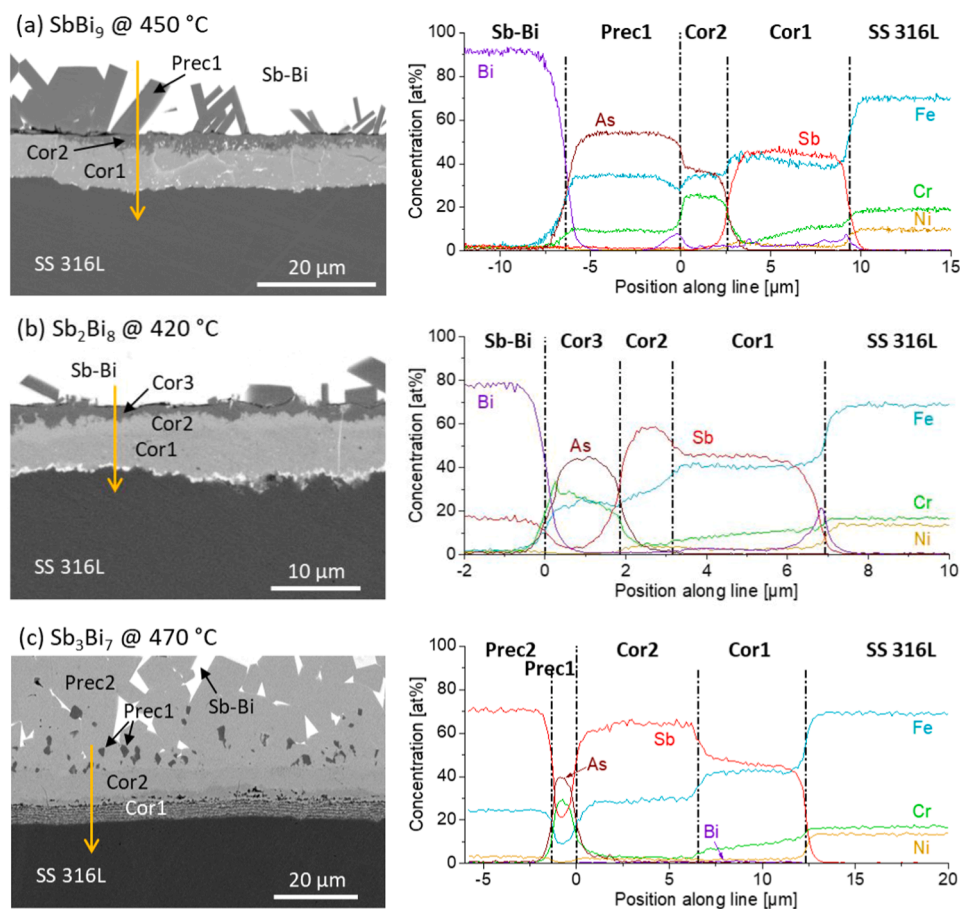 (a) SbBi₉ @ 450 °C
Prec1
Sb-Bi
Cor2
Cor1
SS 316L
20 µm
Sb-Bi Prec1 Cor2 Cor1 SS 316L
Concentration [at%]
100
80
60
40
20
0
Bi
As
Sb
Fe
Cr
Ni
-10 -5 0 5 10 15
Position along line [µm]
(b) Sb₂Bi₈ @ 420 °C
Sb-Bi
Cor3
Cor2
Cor1
SS 316L
10 µm
Sb-Bi Cor3 Cor2 Cor1 SS 316L
Concentration [at%]
100
80
60
40
20
0
Bi
As
Sb
Fe
Cr
Ni
-2 0 2 4 6 8 10
Position along line [µm]
(c) Sb₃Bi₇ @ 470 °C
Prec2
Prec1
Sb-Bi
Cor2
Cor1
SS 316L
20 µm
Prec2 Cor2 Cor1 SS 316L
Prec1
Concentration [at%]
100
80
60
40
20
0
Sb
As
Fe
Cr
Bi
Ni
-5 0 5 10 15 20
Position along line [µm]